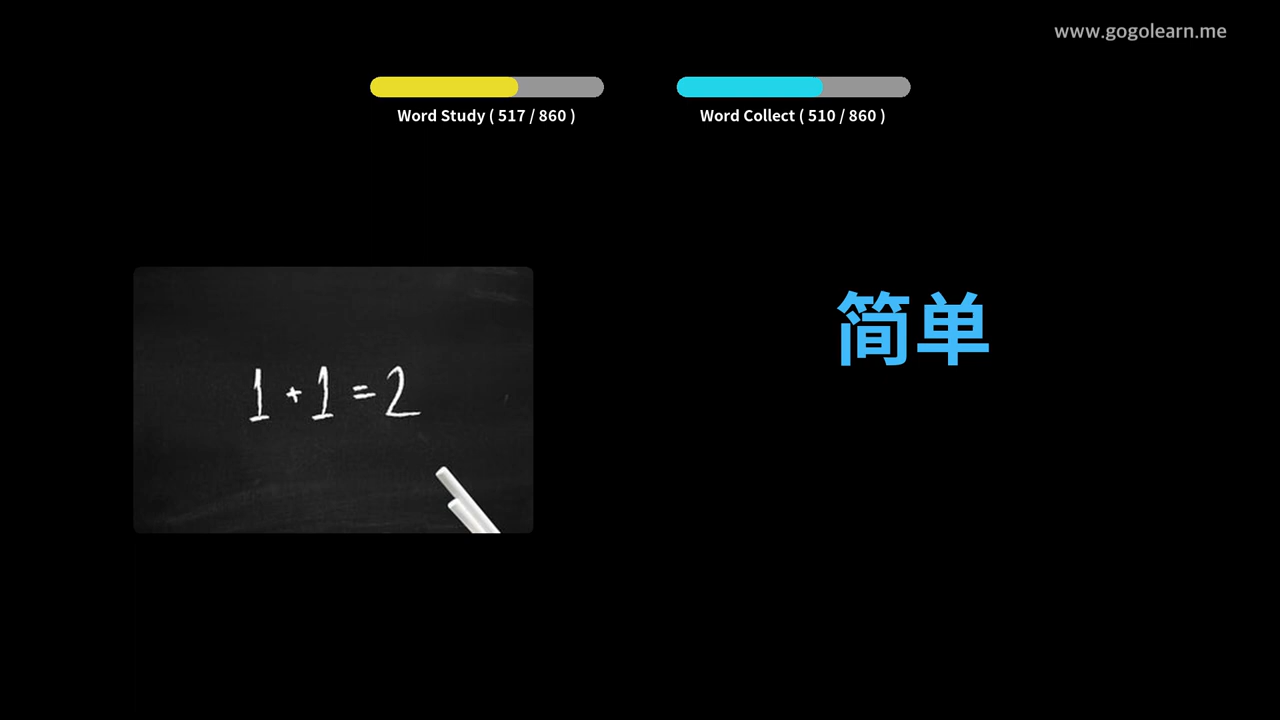 www.gogolearn.me
Word Study ( 517 / 860 )
Word Collect ( 510 / 860 )
1 + 1 = 2
简单